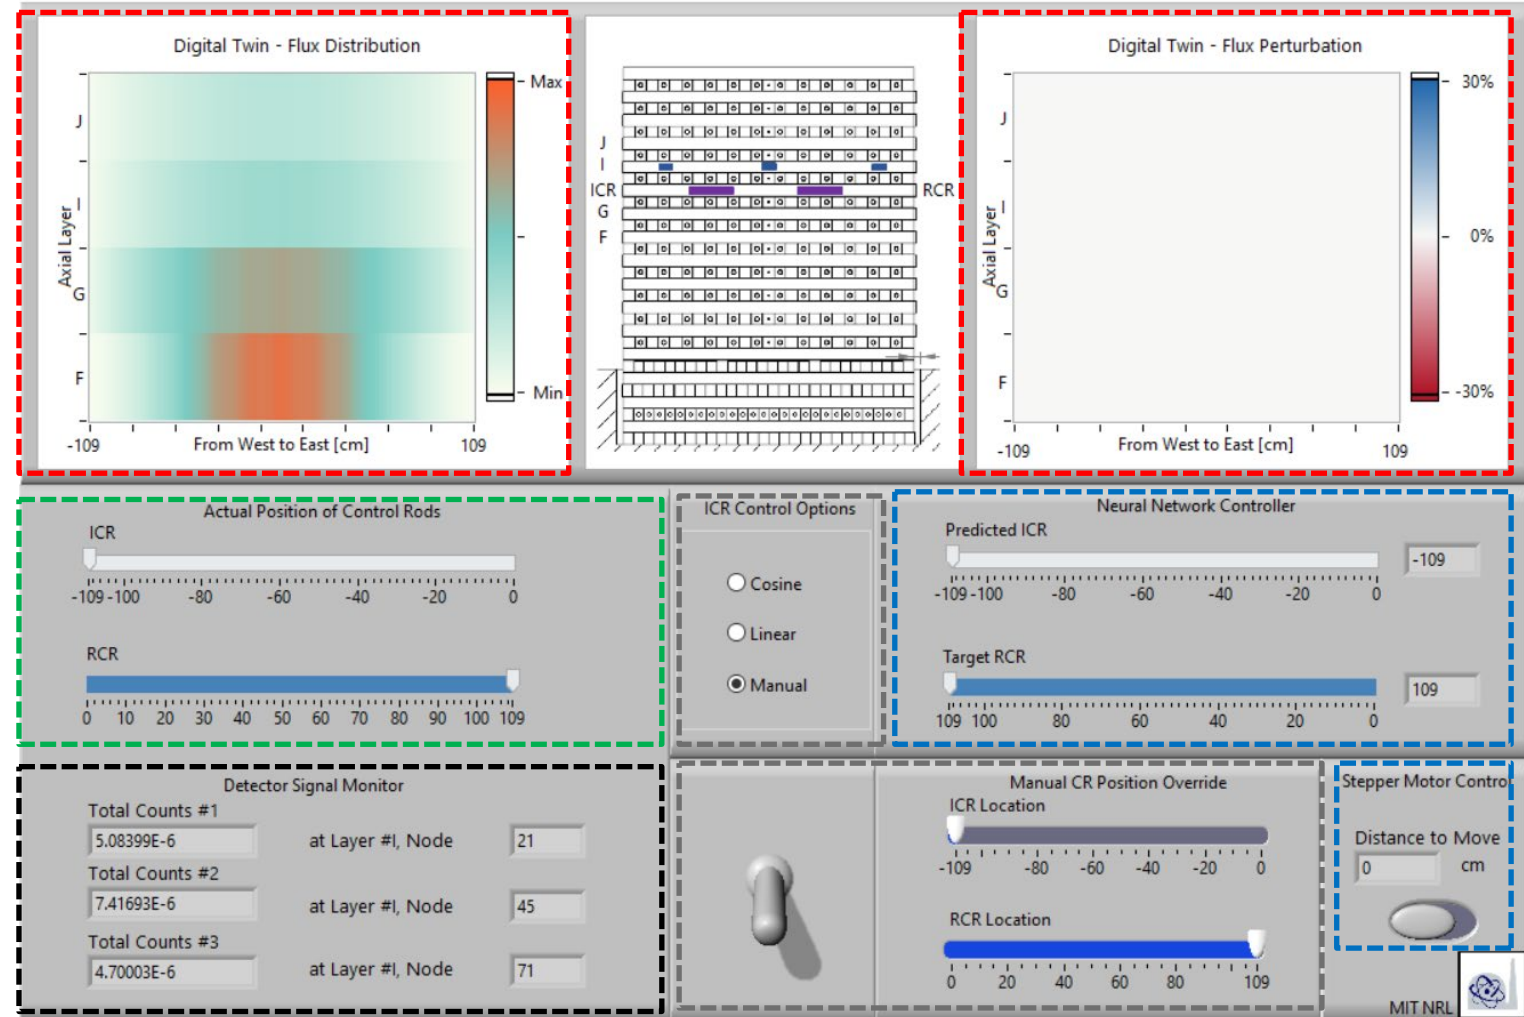 Digital Twin - Flux Distribution
Max
Min
J
I
G
F
Axial Layer
-109
From West to East [cm]
109
J
I
ICR
RCR
G
F
Digital Twin - Flux Perturbation
30%
0%
-30%
J
I
G
F
Axial Layer
-109
From West to East [cm]
109
Actual Position of Control Rods
ICR
-109 -100 -80 -60 -40 -20 0
RCR
0 10 20 30 40 50 60 70 80 90 100 109
ICR Control Options
Cosine
Linear
Manual
Neural Network Controller
Predicted ICR
-109
-109 -100 -80 -60 -40 -20 0
Target RCR
109
109 100 80 60 40 20 0
Detector Signal Monitor
Total Counts #1
5.08399E-6 at Layer #I, Node 21
Total Counts #2
7.41693E-6 at Layer #I, Node 45
Total Counts #3
4.70003E-6 at Layer #I, Node 71
Manual CR Position Override
ICR Location
-109 -80 -60 -40 -20 0
RCR Location
0 20 40 60 80 109
Stepper Motor Control
Distance to Move
0 cm
MIT NRL